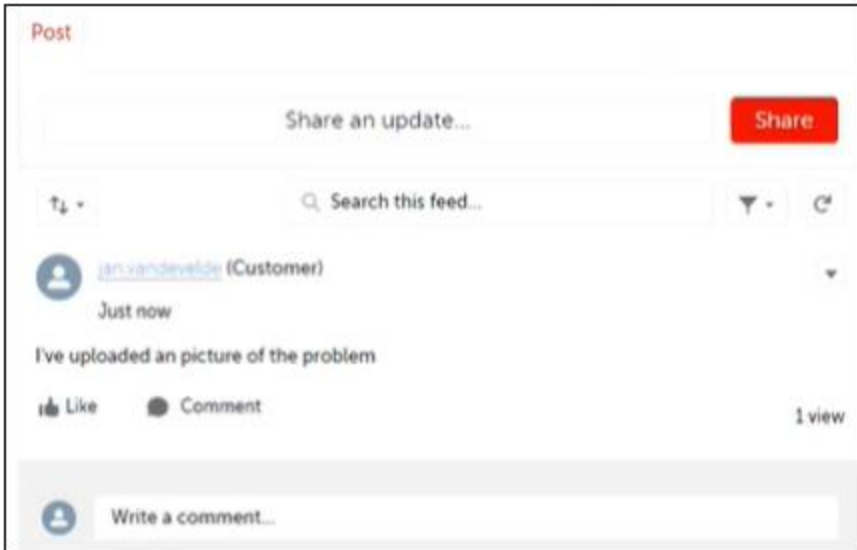 Post
Share an update... Share
Search this feed...
jan.vandevelde (Customer)
Just now
I've uploaded an picture of the problem
Like Comment 1 view
Write a comment...